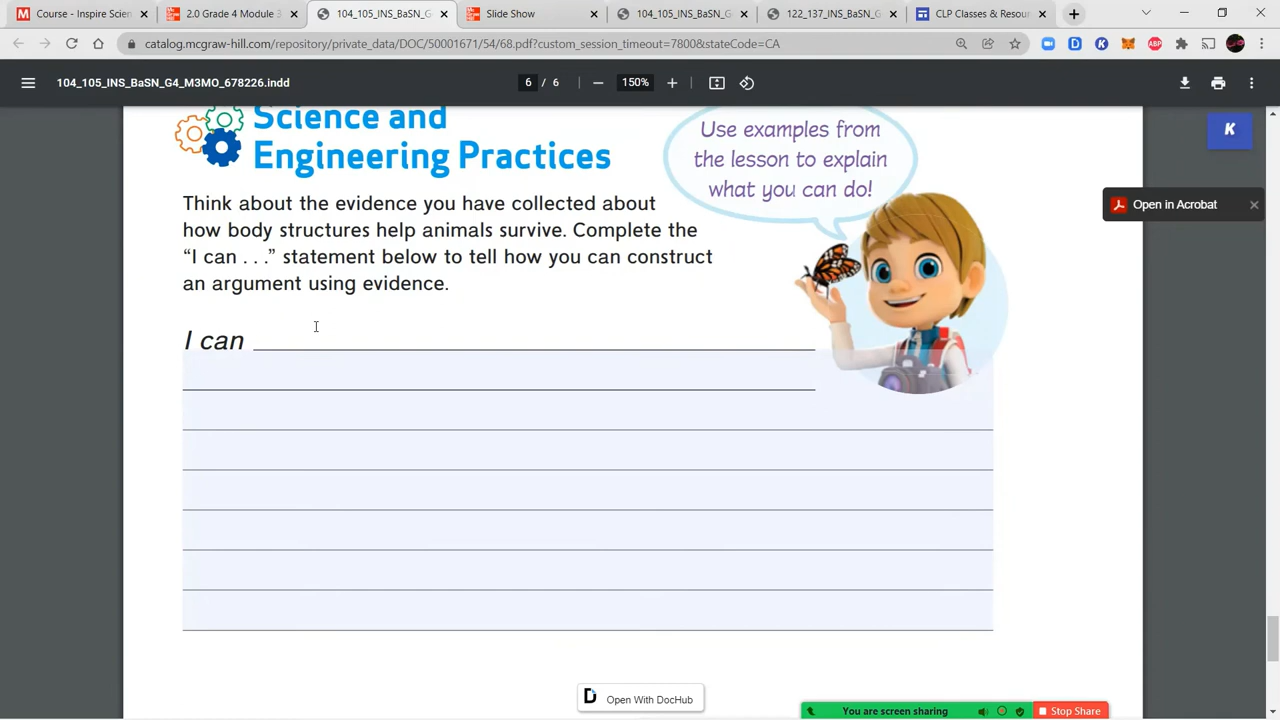 Course - Inspire Scien
2.0 Grade 4 Module 3
104_105_INS_BaSN_G
Slide Show
104_105_INS_BaSN_G
122_137_INS_BaSN_G
CLP Classes & Resou
catalog.mcgraw-hill.com/repository/private_data/DOC/E0000671/54/68.pdf?custom_session_timeout=7800&stateCode=CA
104_105_INS_BaSN_G4_M3MO_678226.indd
6 / 6
150%
K
Open in Acrobat
Science and
Engineering Practices
Use examples from
the lesson to explain
what you can do!
Think about the evidence you have collected about
how body structures help animals survive. Complete the
“I can . . .” statement below to tell how you can construct
an argument using evidence.
I can
Open With DocHub
You are screen sharing
Stop Share